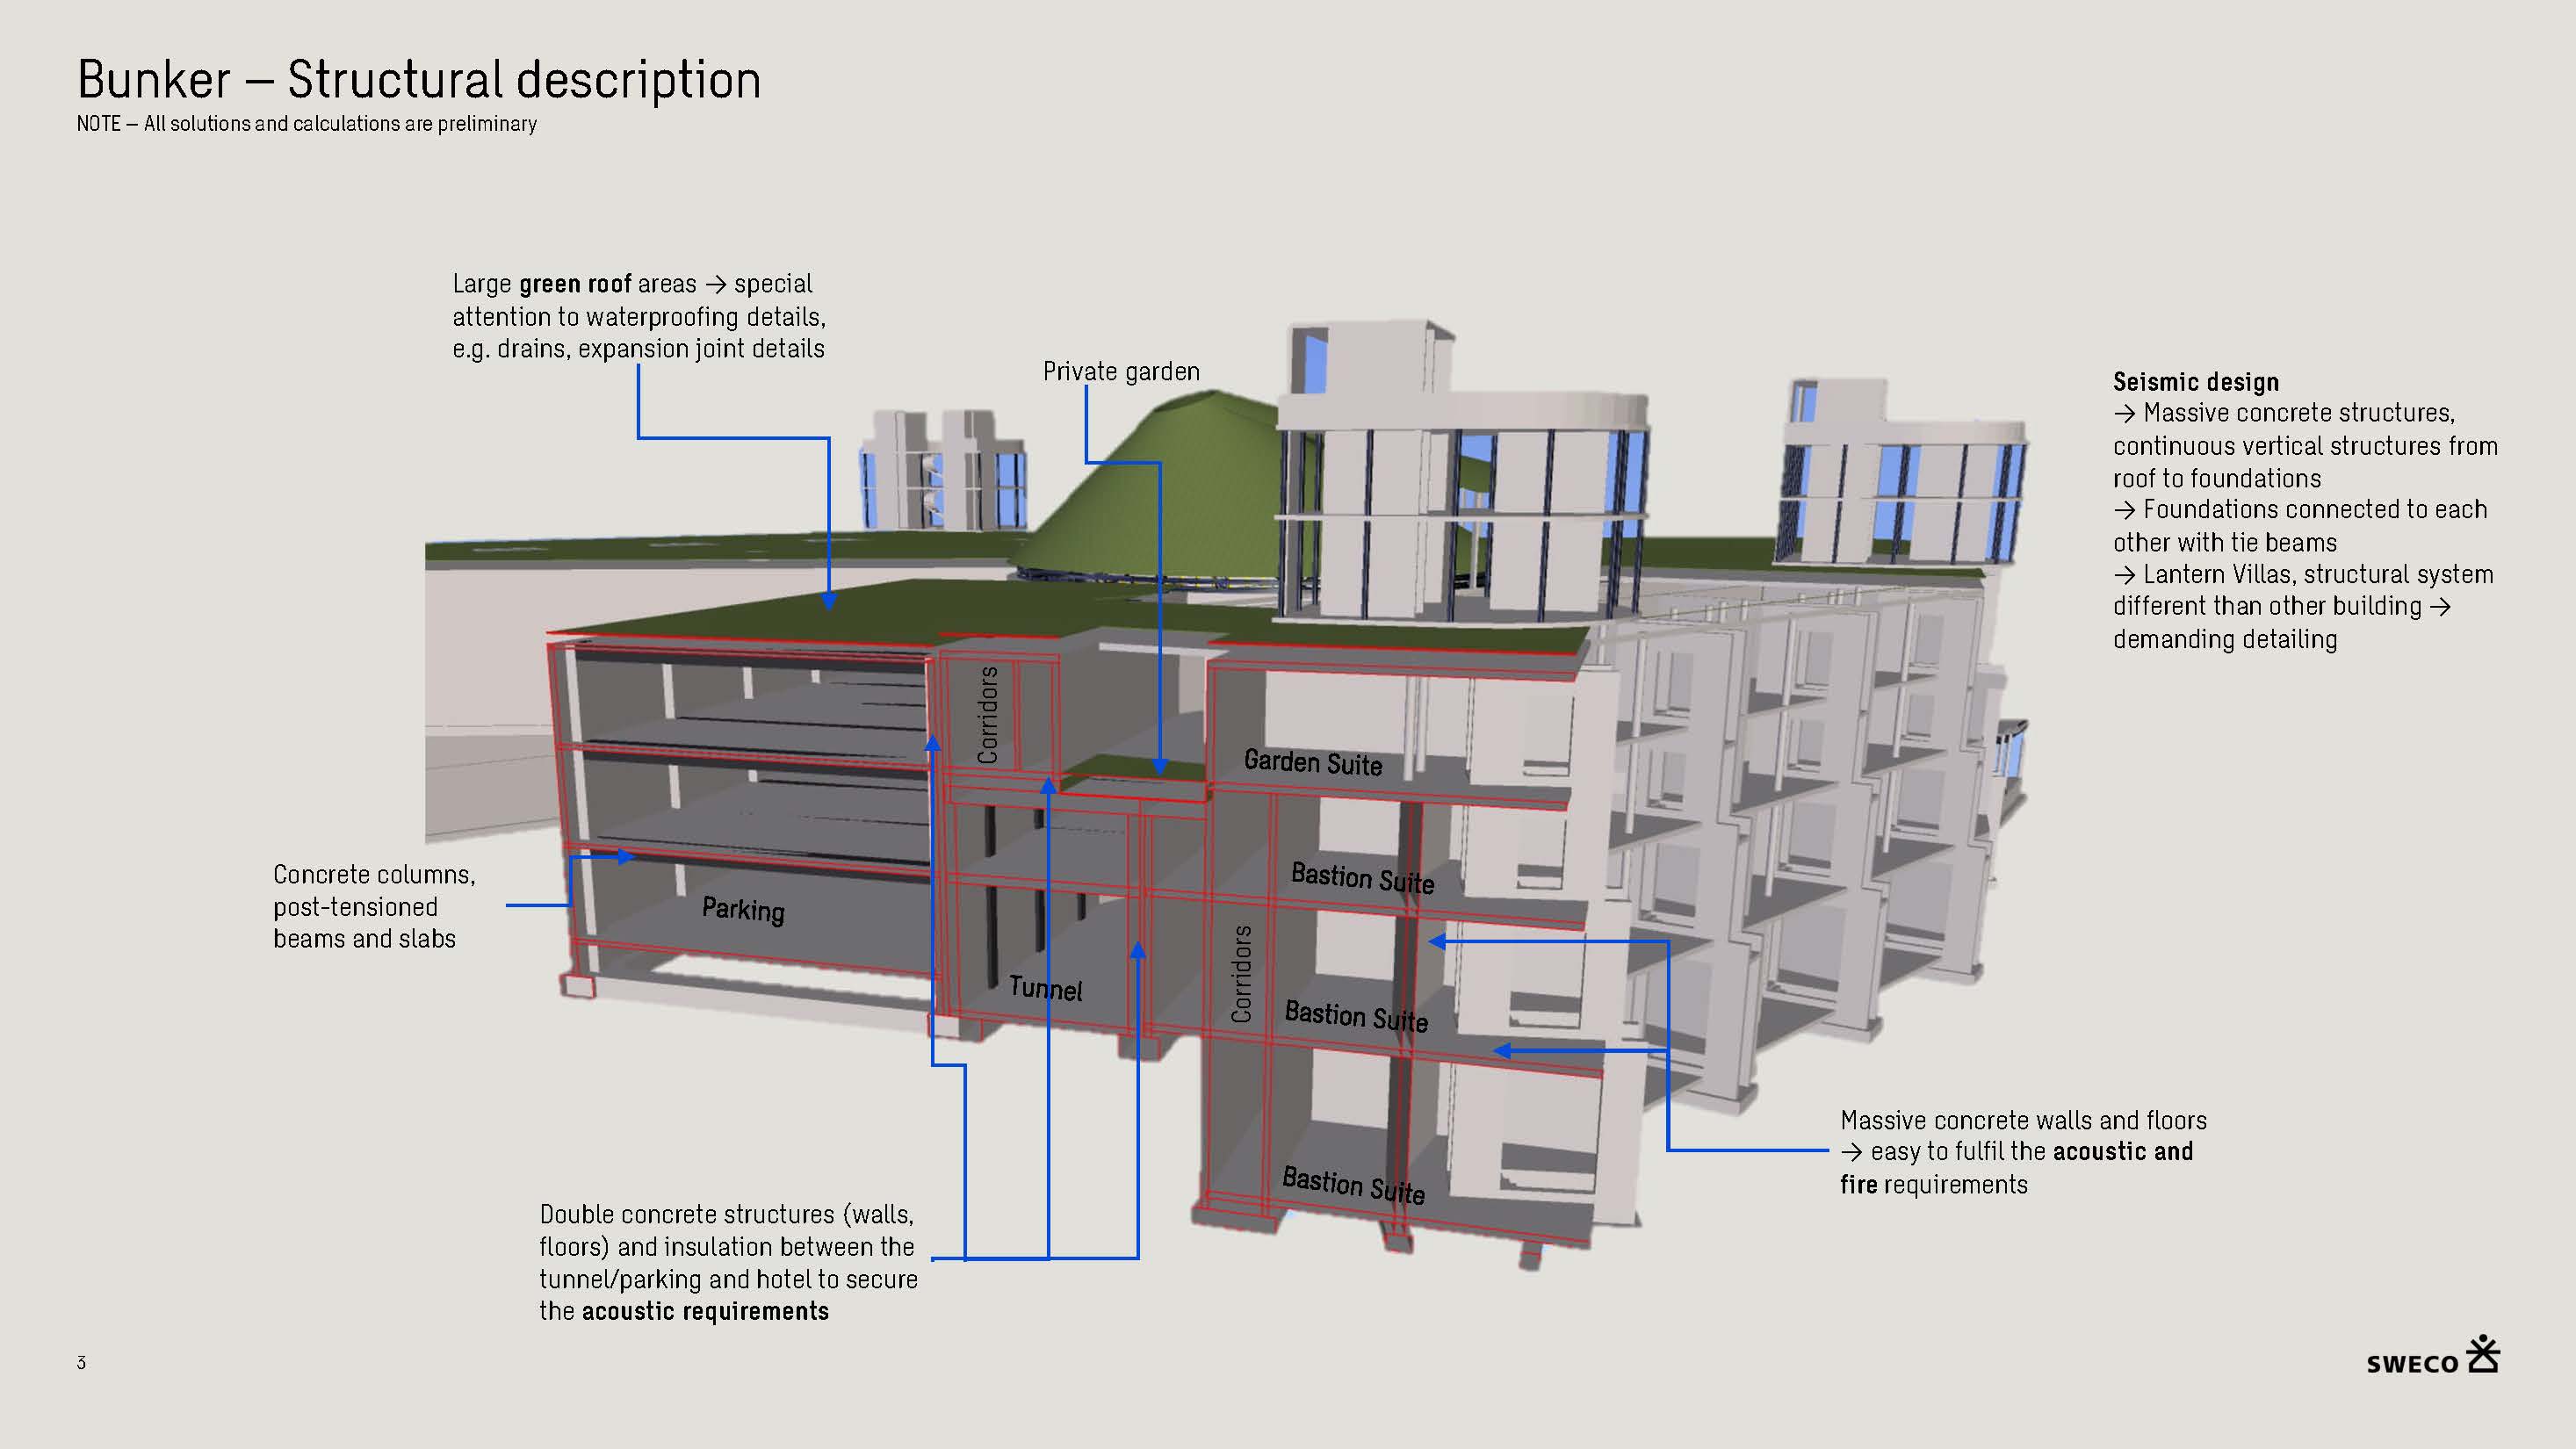 Bunker – Structural description
NOTE – All solutions and calculations are preliminary
Large green roof areas → special
attention to waterproofing details,
e.g. drains, expansion joint details
Private garden
Seismic design
→ Massive concrete structures,
continuous vertical structures from
roof to foundations
→ Foundations connected to each
other with tie beams
→ Lantern Villas, structural system
different than other building →
demanding detailing
Corridors
Garden Suite
Concrete columns,
post-tensioned
beams and slabs
Parking
Bastion Suite
Tunnel
Corridors
Bastion Suite
Bastion Suite
Massive concrete walls and floors
→ easy to fulfil the acoustic and
fire requirements
Double concrete structures (walls,
floors) and insulation between the
tunnel/parking and hotel to secure
the acoustic requirements
3
SWECO